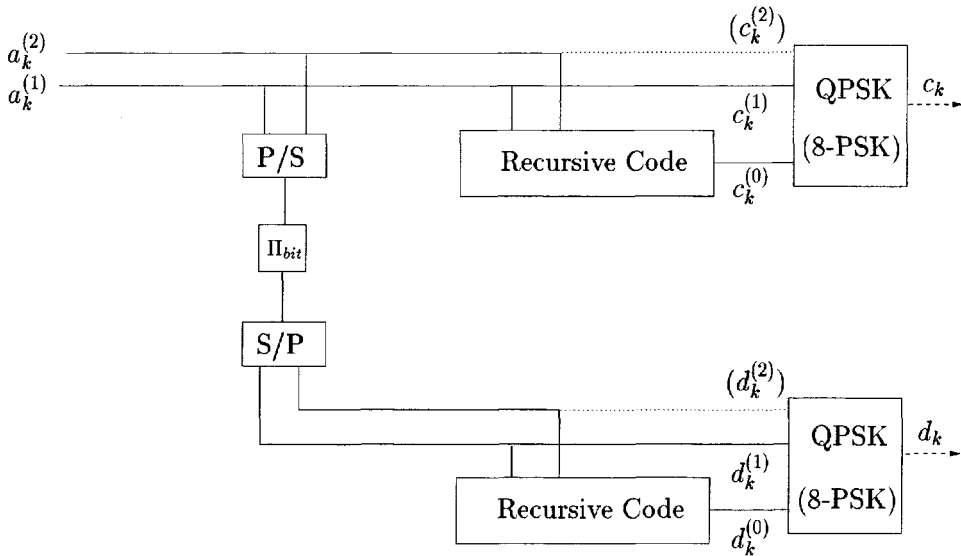 a_k^{(2)}
a_k^{(1)}
(c_k^{(2)})
c_k^{(1)}
c_k^{(0)}
QPSK
(8-PSK)
c_k
P/S
Recursive Code
Π_{bit}
S/P
(d_k^{(2)})
d_k^{(1)}
d_k^{(0)}
QPSK
(8-PSK)
d_k
Recursive Code